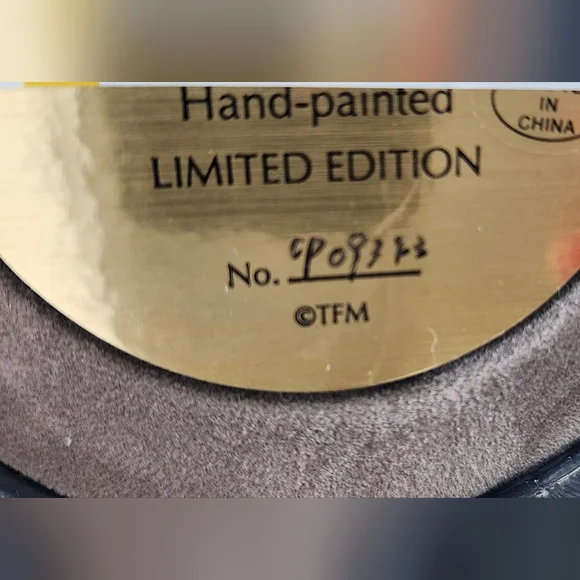 Hand-painted
IN
CHINA
LIMITED EDITION
No.
©TFM